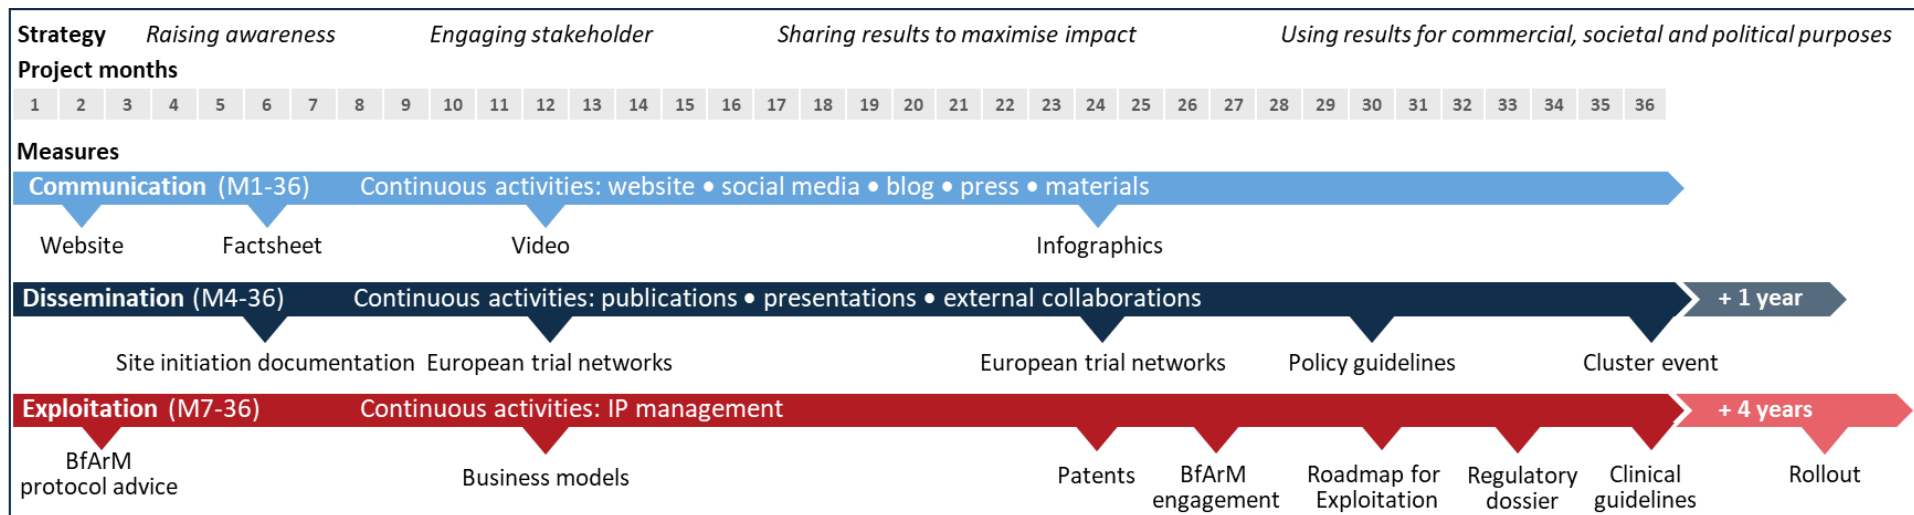 Strategy Raising awareness Engaging stakeholder Sharing results to maximise impact Using results for commercial, societal and political purposes
Project months
1 2 3 4 5 6 7 8 9 10 11 12 13 14 15 16 17 18 19 20 21 22 23 24 25 26 27 28 29 30 31 32 33 34 35 36
Measures
Communication (M1-36) Continuous activities: website • social media • blog • press • materials
Website Factsheet Video Infographics
Dissemination (M4-36) Continuous activities: publications • presentations • external collaborations + 1 year
Site initiation documentation European trial networks European trial networks Policy guidelines Cluster event
Exploitation (M7-36) Continuous activities: IP management + 4 years
BfArM
protocol advice
Business models
Patents
BfArM
engagement
Roadmap for
Exploitation
Regulatory
dossier
Clinical
guidelines
Rollout